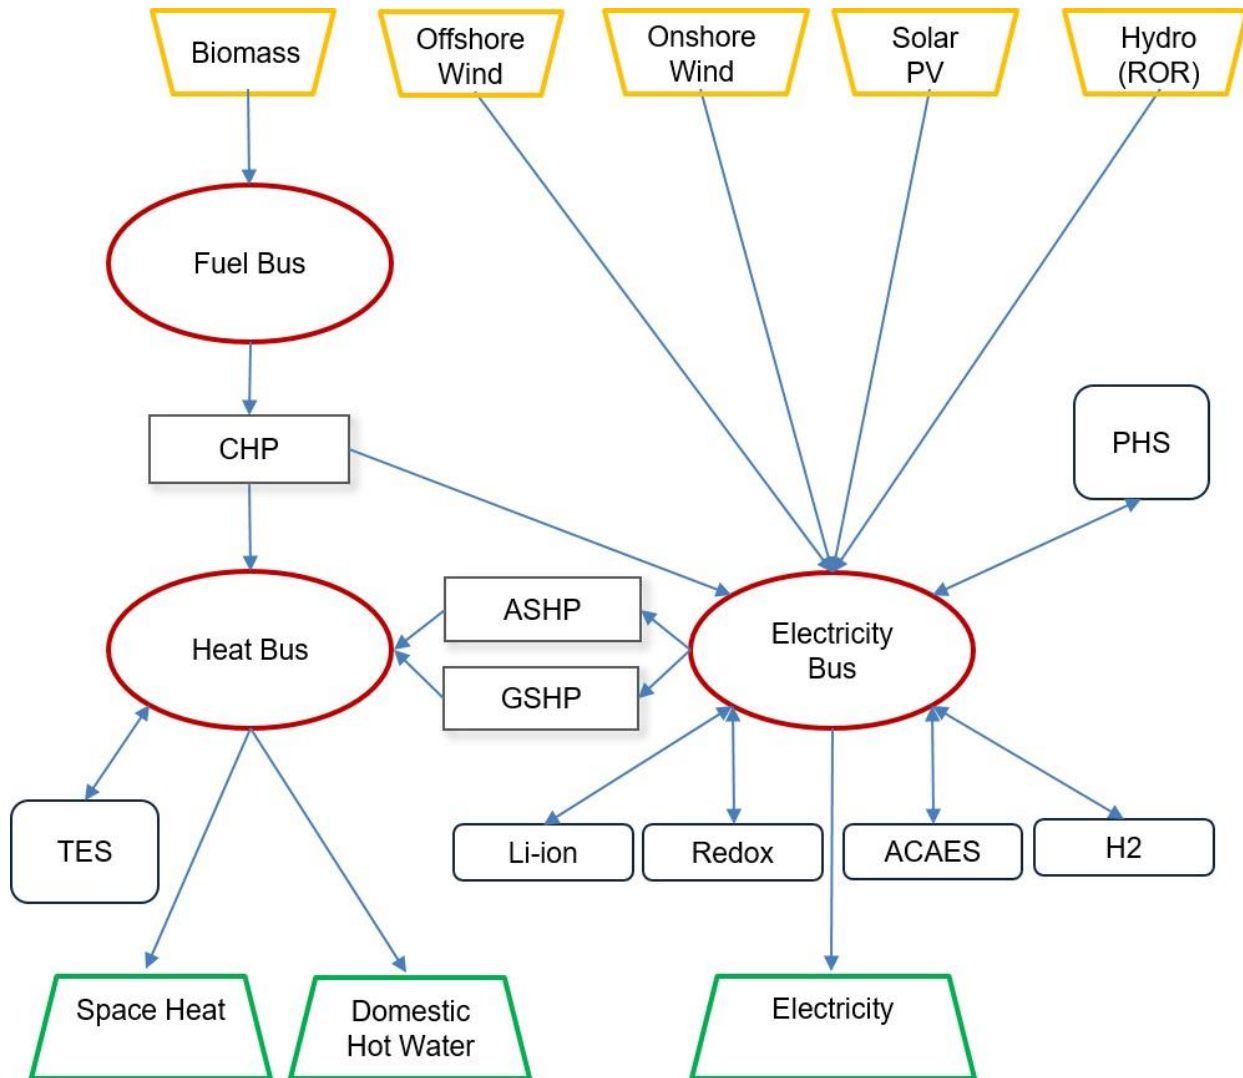 Biomass
Offshore
Wind
Onshore
Wind
Solar
PV
Hydro
(ROR)
Fuel Bus
CHP
PHS
Heat Bus
ASHP
GSHP
Electricity
Bus
TES
Li-ion
Redox
ACAES
H2
Space Heat
Domestic
Hot Water
Electricity